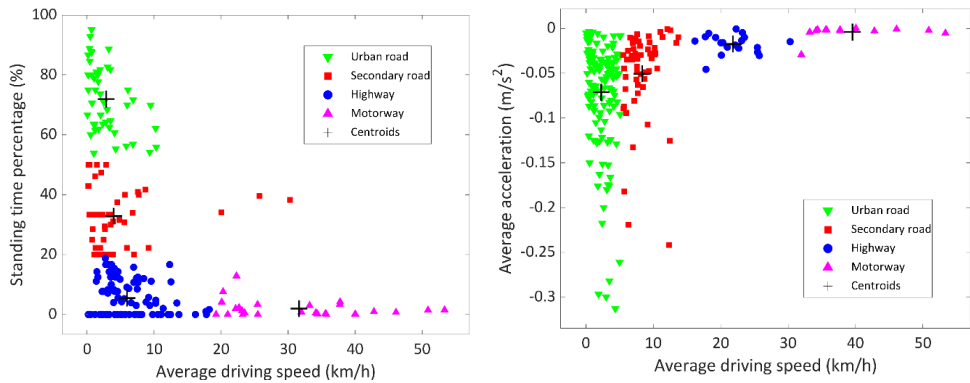 Standing time percentage (%)
100
80
60
40
20
0
Urban road
Secondary road
Highway
Motorway
Centroids
0 10 20 30 40 50
Average driving speed (km/h)
Average acceleration (m/s²)
0
-0.05
-0.1
-0.15
-0.2
-0.25
-0.3
Urban road
Secondary road
Highway
Motorway
Centroids
0 10 20 30 40 50
Average driving speed (km/h)